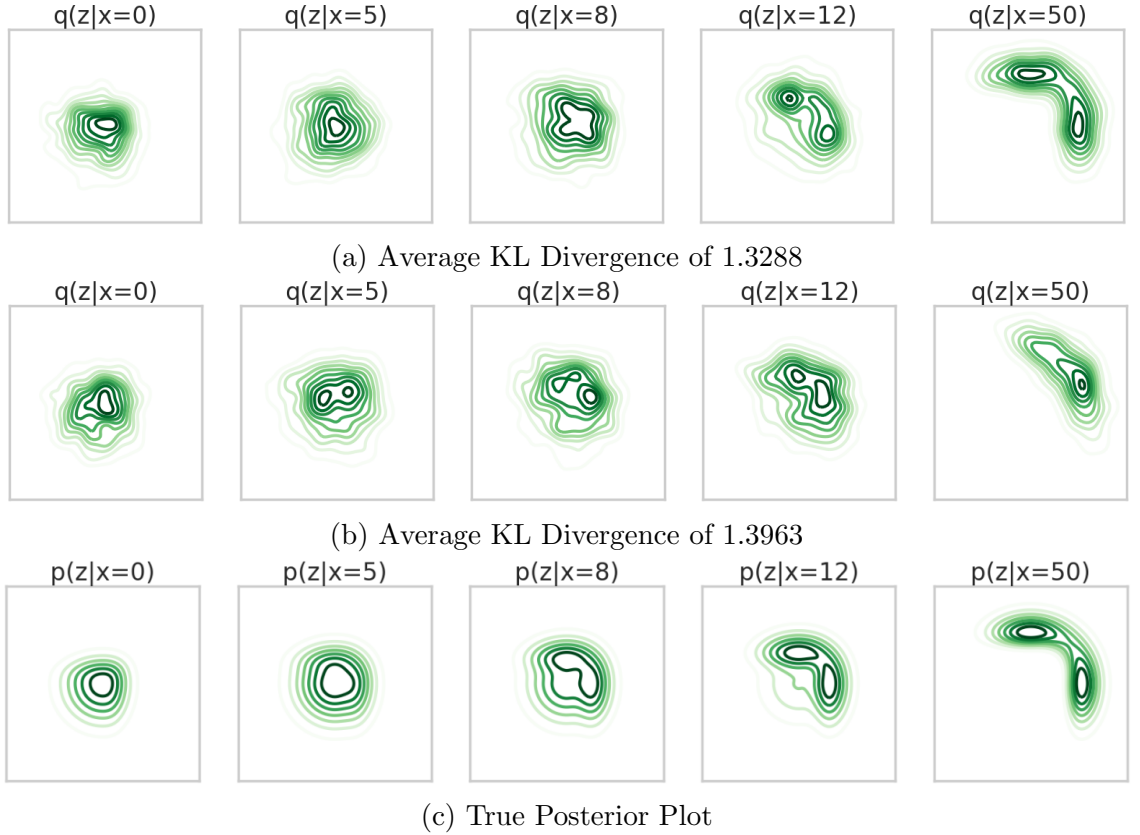 q(z|x=0) q(z|x=5) q(z|x=8) q(z|x=12) q(z|x=50)
(a) Average KL Divergence of 1.3288
q(z|x=0) q(z|x=5) q(z|x=8) q(z|x=12) q(z|x=50)
(b) Average KL Divergence of 1.3963
p(z|x=0) p(z|x=5) p(z|x=8) p(z|x=12) p(z|x=50)
(c) True Posterior Plot